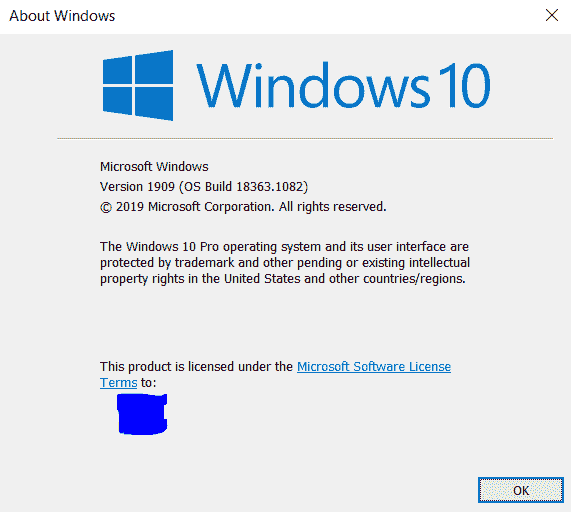 About Windows
Windows 10
Microsoft Windows
Version 1909 (OS Build 18363.1082)
© 2019 Microsoft Corporation. All rights reserved.
The Windows 10 Pro operating system and its user interface are
protected by trademark and other pending or existing intellectual
property rights in the United States and other countries/regions.
This product is licensed under the Microsoft Software License
Terms to:
OK